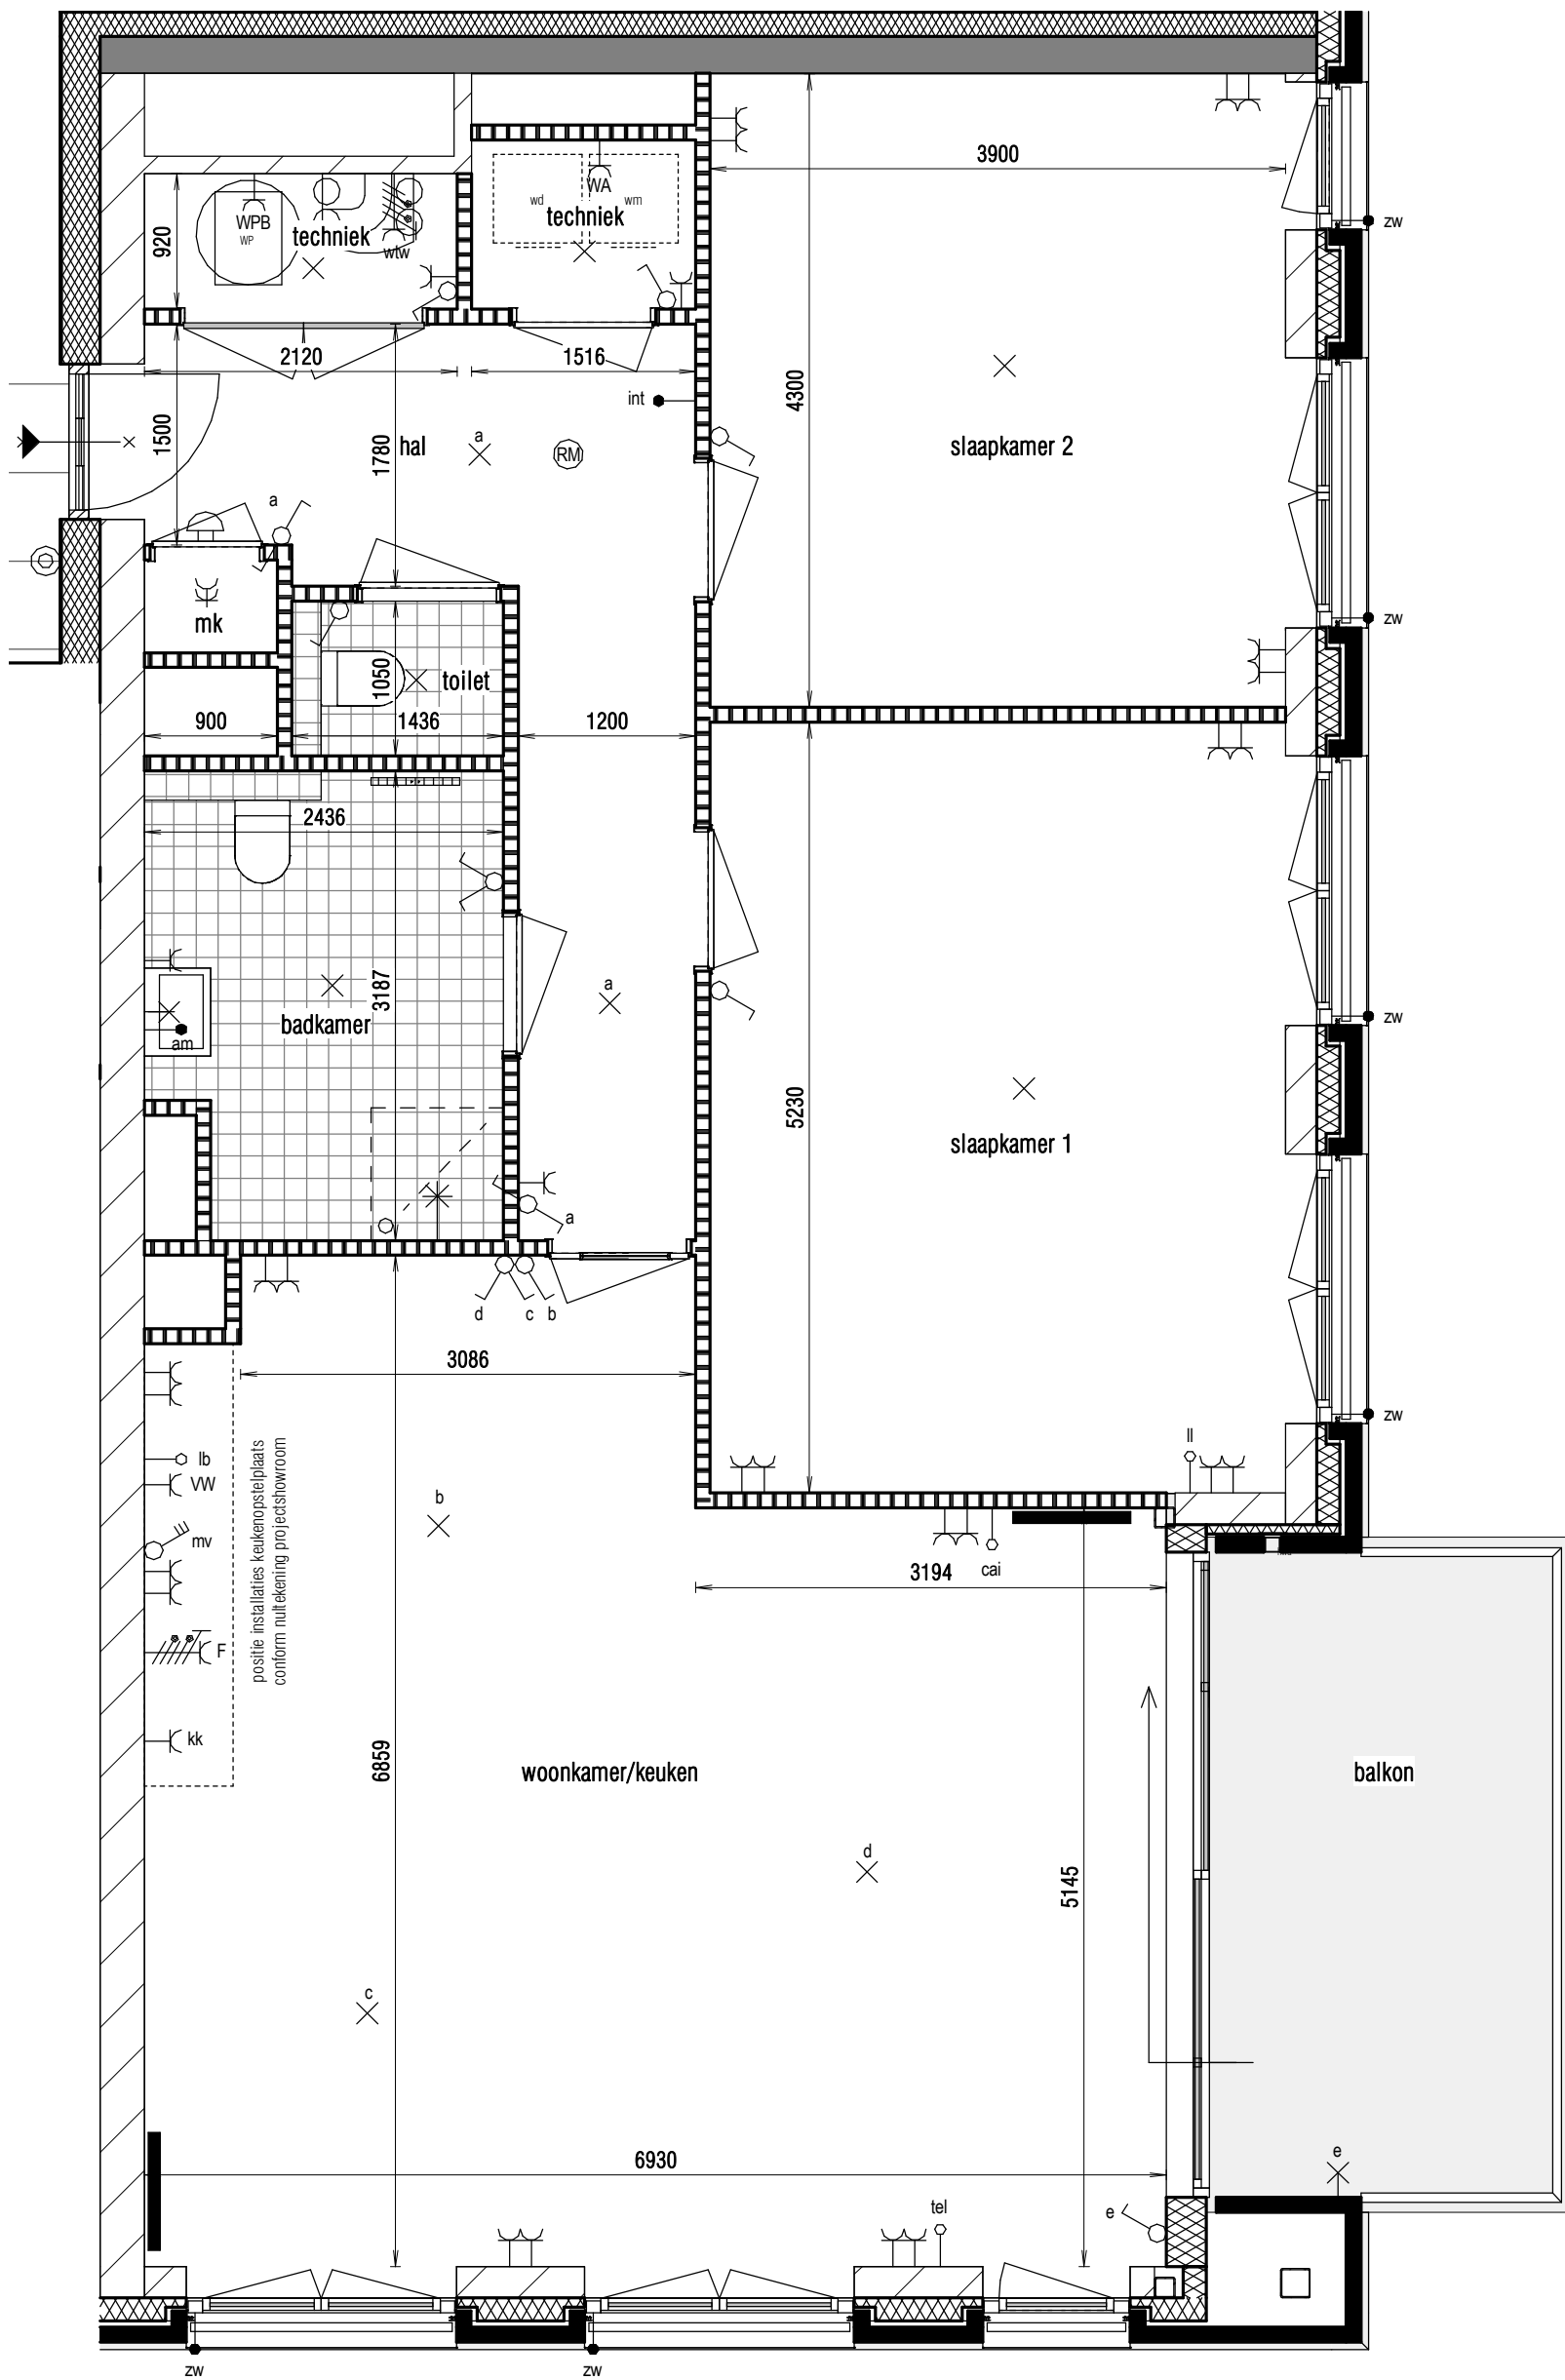 3900
WA
wd
wm
techniek
WPB
WP
techniek
wtw
920
zw
2120
1516
4300
int
1500
1780
hal
a
RM
slaapkamer 2
a
zw
mk
1050
toilet
900
1436
1200
2436
3187
a
badkamer
am
zw
5230
slaapkamer 1
a
d
c
b
3086
zw
ll
lb
VW
b
mv
cai
3194
positie installaties keukenopstelplaats
conform nultekening projectshowroom
F
kk
6859
woonkamer/keuken
balkon
d
5145
c
e
6930
tel
e
zw
zw